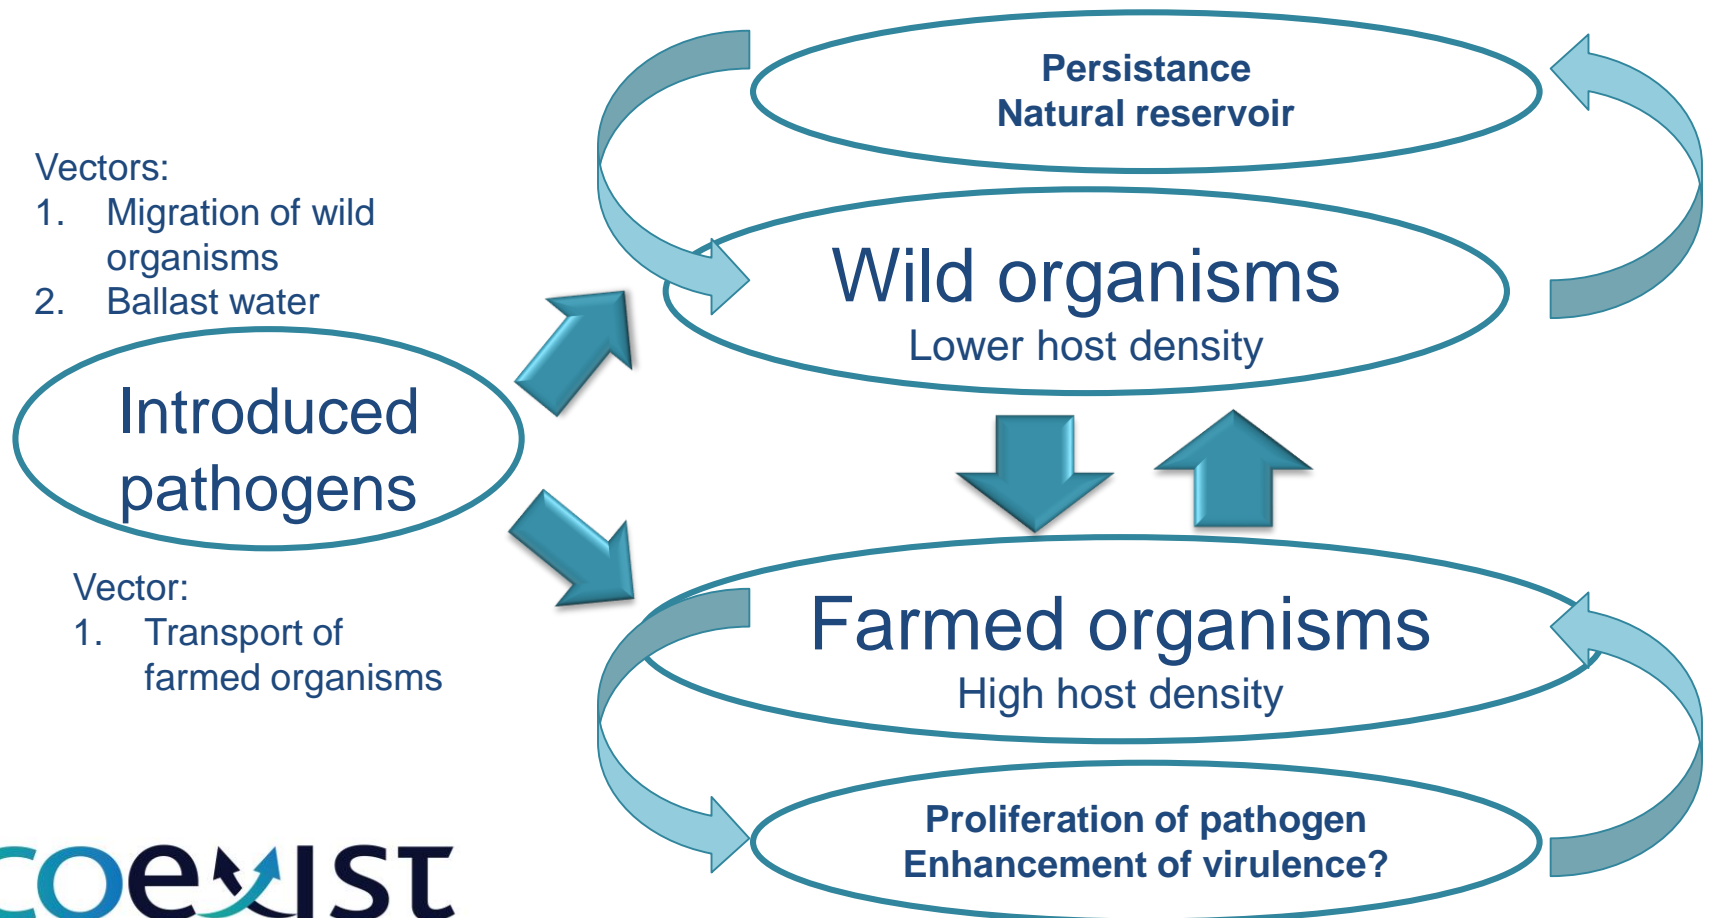 Persistance
Natural reservoir
Vectors:
1. Migration of wild
organisms
2. Ballast water
Wild organisms
Lower host density
Introduced
pathogens
Vector:
1. Transport of
farmed organisms
Farmed organisms
High host density
Proliferation of pathogen
Enhancement of virulence?
coexist